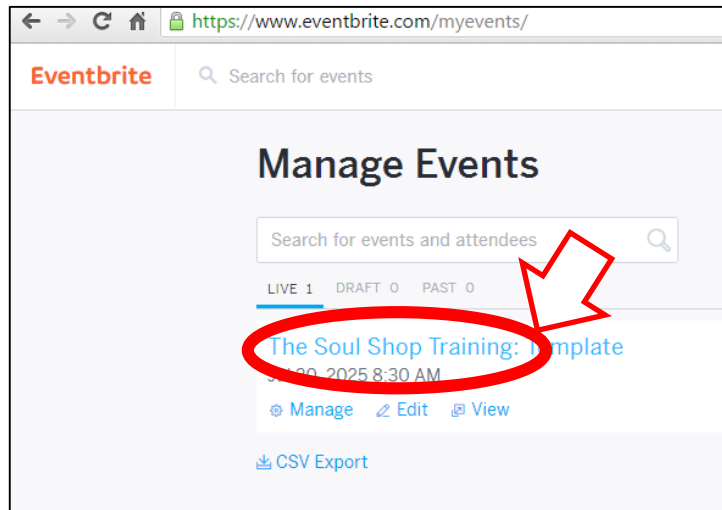 https://www.eventbrite.com/myevents/
Eventbrite Search for events
Manage Events
Search for events and attendees
LIVE 1 DRAFT 0 PAST 0
The Soul Shop Training: Template
20, 2025 8:30 AM
Manage Edit View
CSV Export